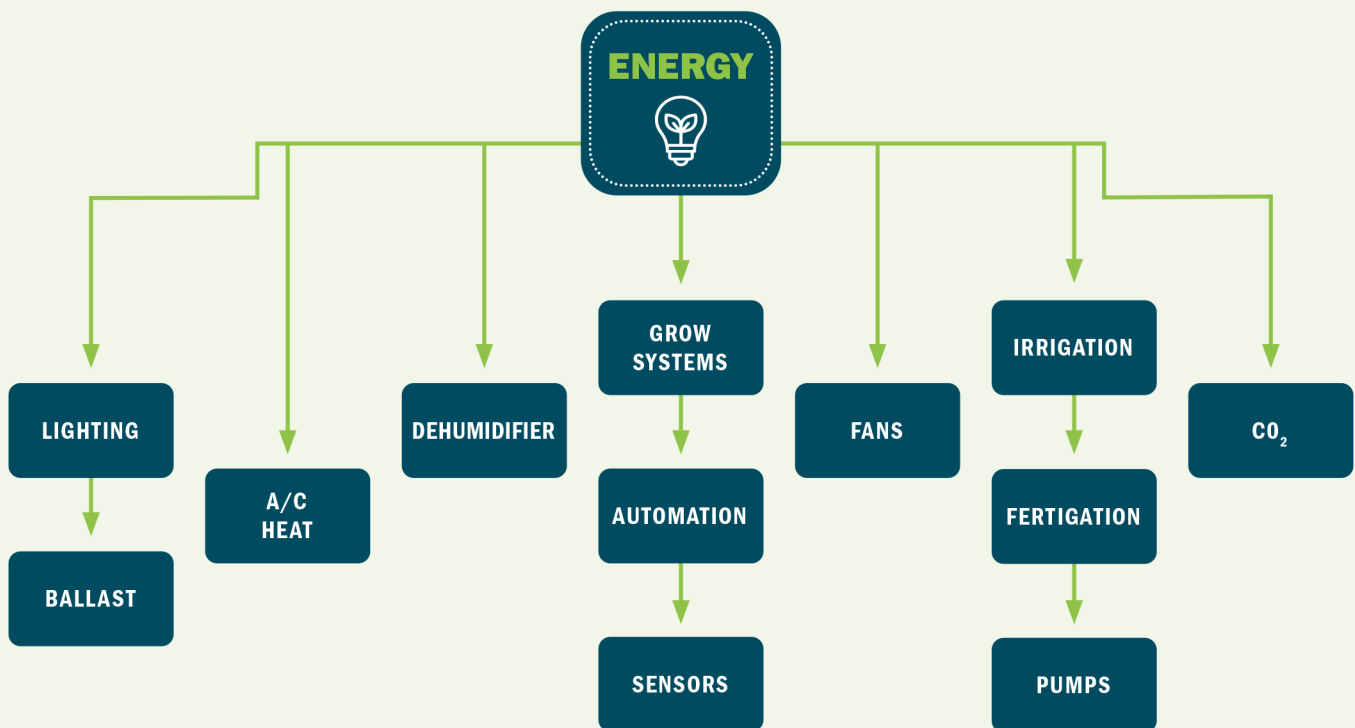 ENERGY
GROW
SYSTEMS
IRRIGATION
LIGHTING
DEHUMIDIFIER
FANS
CO₂
A/C
HEAT
AUTOMATION
FERTIGATION
BALLAST
SENSORS
PUMPS